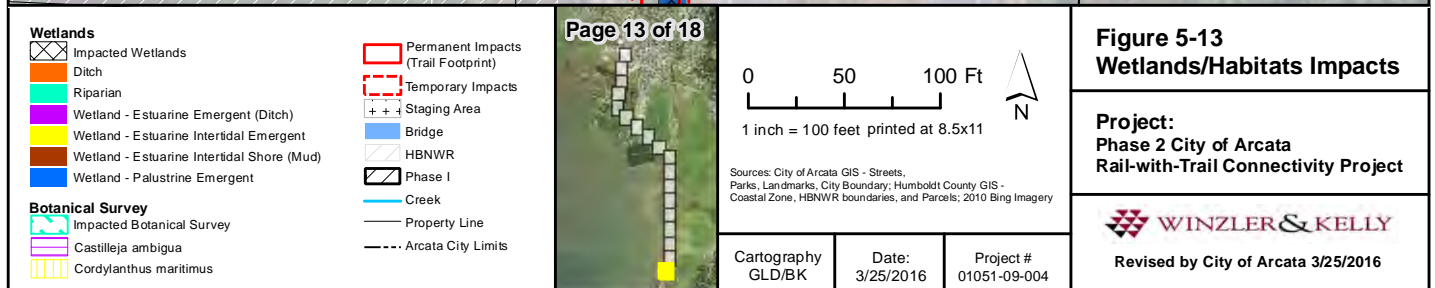 Wetlands
Impacted Wetlands
Ditch
Riparian
Wetland - Estuarine Emergent (Ditch)
Wetland - Estuarine Intertidal Emergent
Wetland - Estuarine Intertidal Shore (Mud)
Wetland - Palustrine Emergent
Botanical Survey
Impacted Botanical Survey
Castilleja ambigua
Cordylanthus maritimus
Permanent Impacts
(Trail Footprint)
Temporary Impacts
Staging Area
Bridge
HBNWR
Phase I
Creek
Property Line
Arcata City Limits
Page 13 of 18
0 50 100 Ft
N
1 inch = 100 feet printed at 8.5x11
Sources: City of Arcata GIS - Streets,
Parks, Landmarks, City Boundary; Humboldt County GIS -
Coastal Zone, HBNWR boundaries, and Parcels; 2010 Bing Imagery
Cartography
GLD/BK
Date:
3/25/2016
Project #
01051-09-004
Figure 5-13
Wetlands/Habitats Impacts
Project:
Phase 2 City of Arcata
Rail-with-Trail Connectivity Project
WINZLER & KELLY
Revised by City of Arcata 3/25/2016